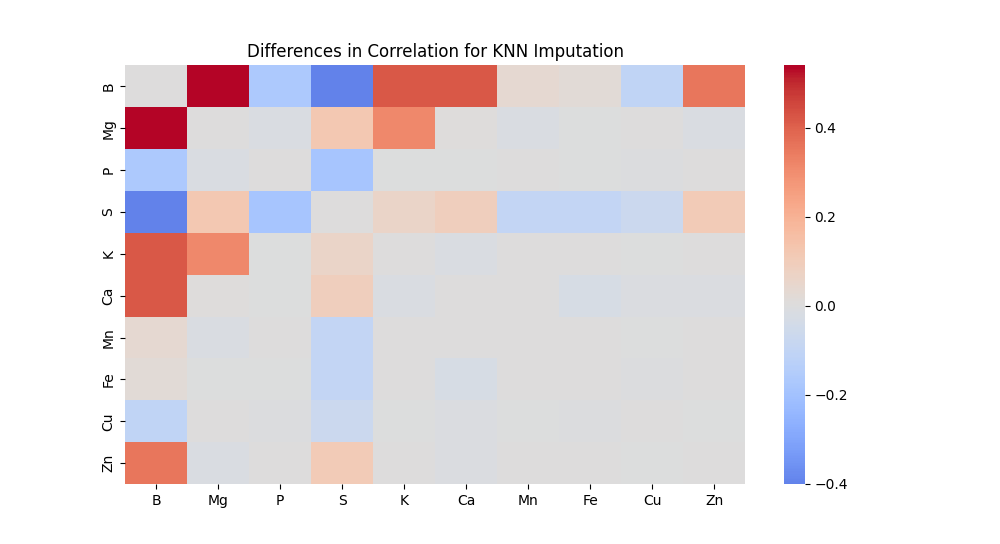 Differences in Correlation for KNN Imputation
B
Mg
P
S
K
Ca
Mn
Fe
Cu
Zn
B Mg P S K Ca Mn Fe Cu Zn
0.4
0.2
0.0
−0.2
−0.4